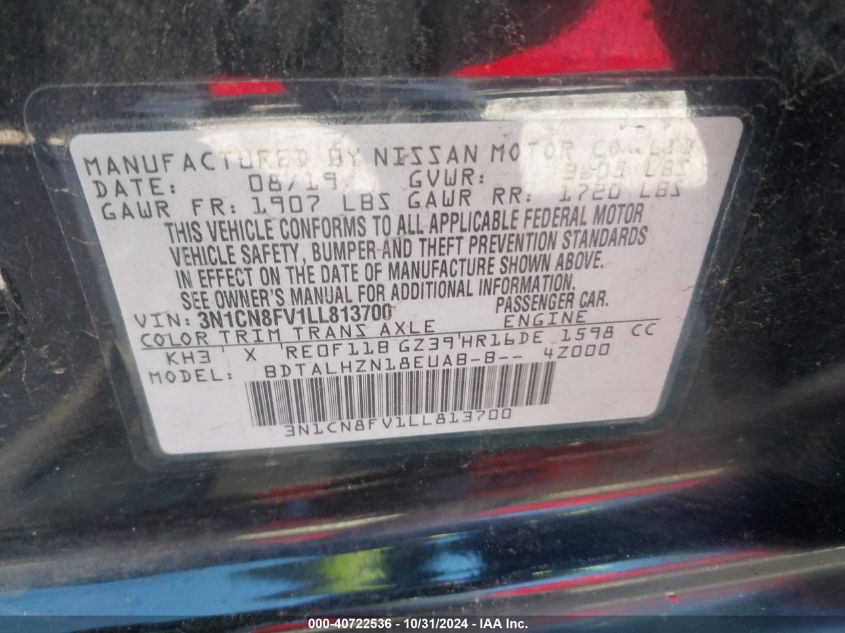 MANUFACTURED BY NISSAN MOTOR CO. LTD
DATE: 08/19 GVWR: LBS
GAWR FR: 1907 LBS GAWR RR: 1720 LBS
THIS VEHICLE CONFORMS TO ALL APPLICABLE FEDERAL MOTOR
VEHICLE SAFETY, BUMPER AND THEFT PREVENTION STANDARDS
IN EFFECT ON THE DATE OF MANUFACTURE SHOWN ABOVE.
SEE OWNER'S MANUAL FOR ADDITIONAL INFORMATION.
VIN: 3N1CN8FV1LL813700 PASSENGER CAR.
COLOR TRIM TRANS AXLE ENGINE
KH3 X RE0F11B GZ39 HR16DE 1598 CC
MODEL: BDTALHZN18EUA8-B-- 4Z000
3N1CN8FV1LL813700
000-40722536 - 10/31/2024 - IAA Inc.